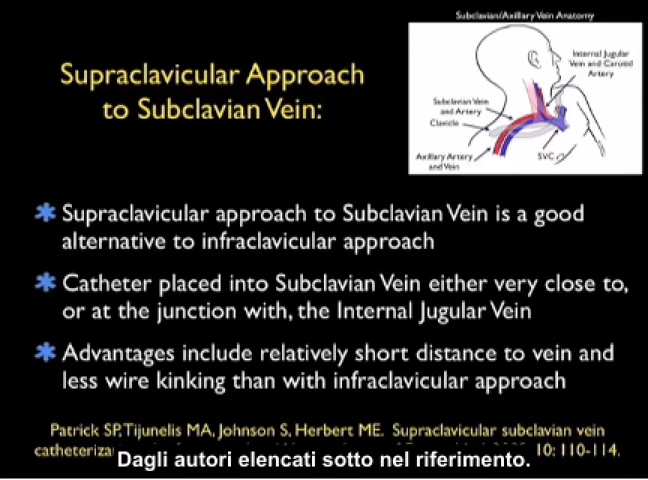 Subclavian/Axillary Vein Anatomy
Supraclavicular Approach
to Subclavian Vein:
Internal Jugular
Vein and Carotid
Artery
Subclavian Vein
and Artery
Clavicle
Axillary Artery
and Vein
SVC
Supraclavicular approach to Subclavian Vein is a good
alternative to infraclavicular approach
Catheter placed into Subclavian Vein either very close to,
or at the junction with, the Internal Jugular Vein
Advantages include relatively short distance to vein and
less wire kinking than with infraclavicular approach
Patrick SP, Tijunelis MA, Johnson S, Herbert ME. Supraclavicular subclavian vein
10: 110-114.
Dagli autori elencati sotto nel riferimento.